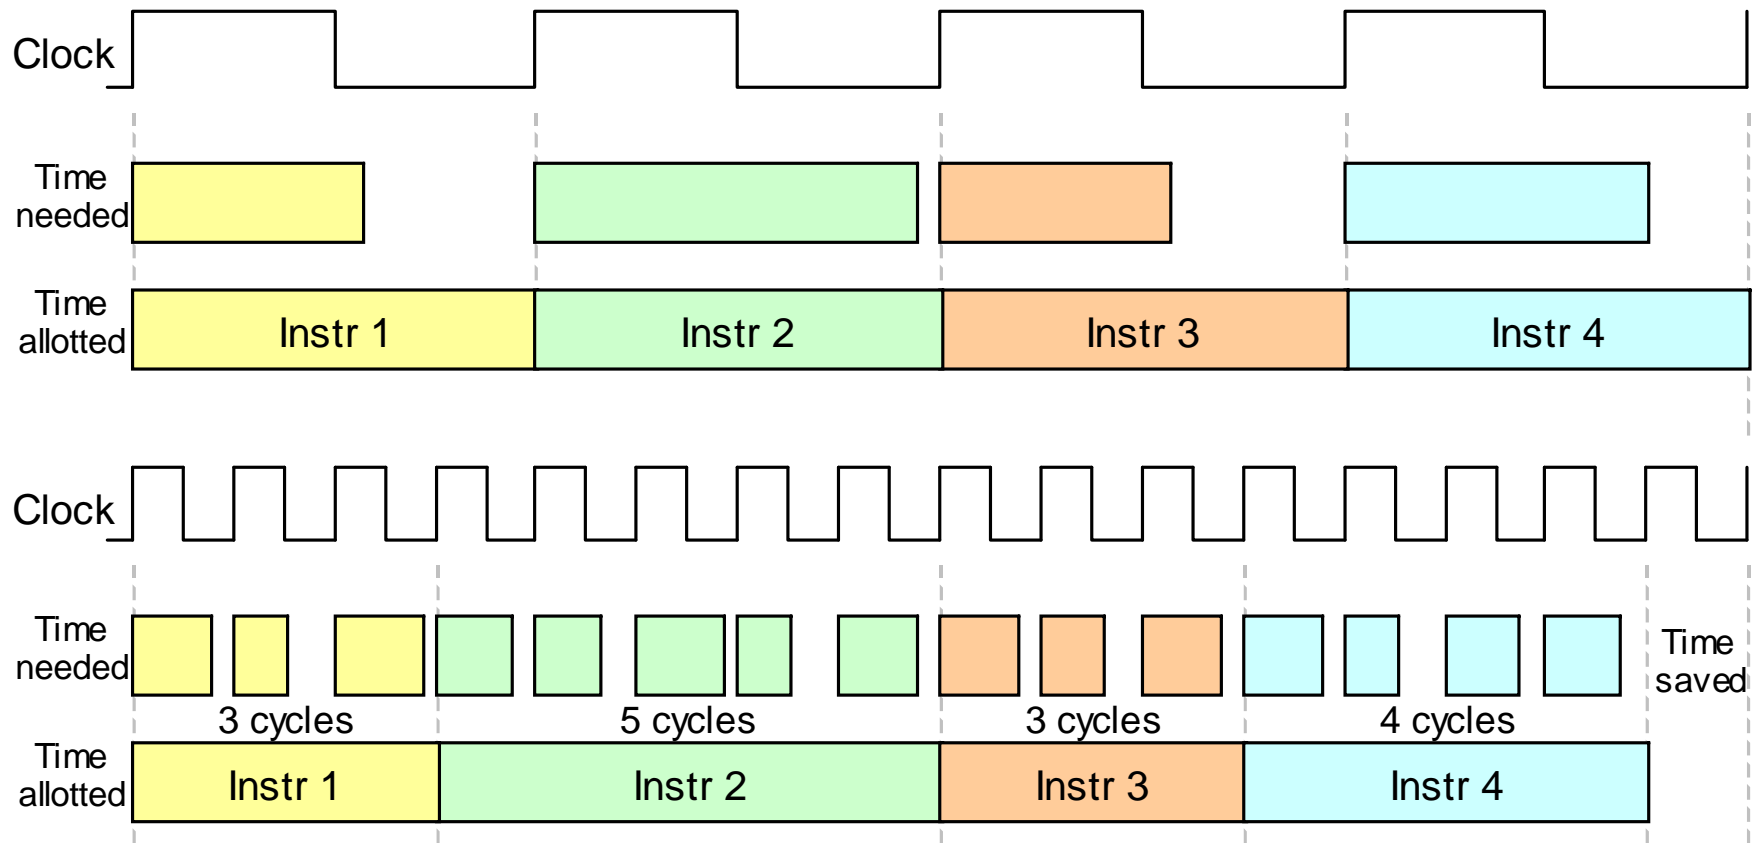 Clock
Time
needed
Time
allotted
Instr 1
Instr 2
Instr 3
Instr 4
Clock
Time
needed
Time
saved
3 cycles
5 cycles
3 cycles
4 cycles
Time
allotted
Instr 1
Instr 2
Instr 3
Instr 4